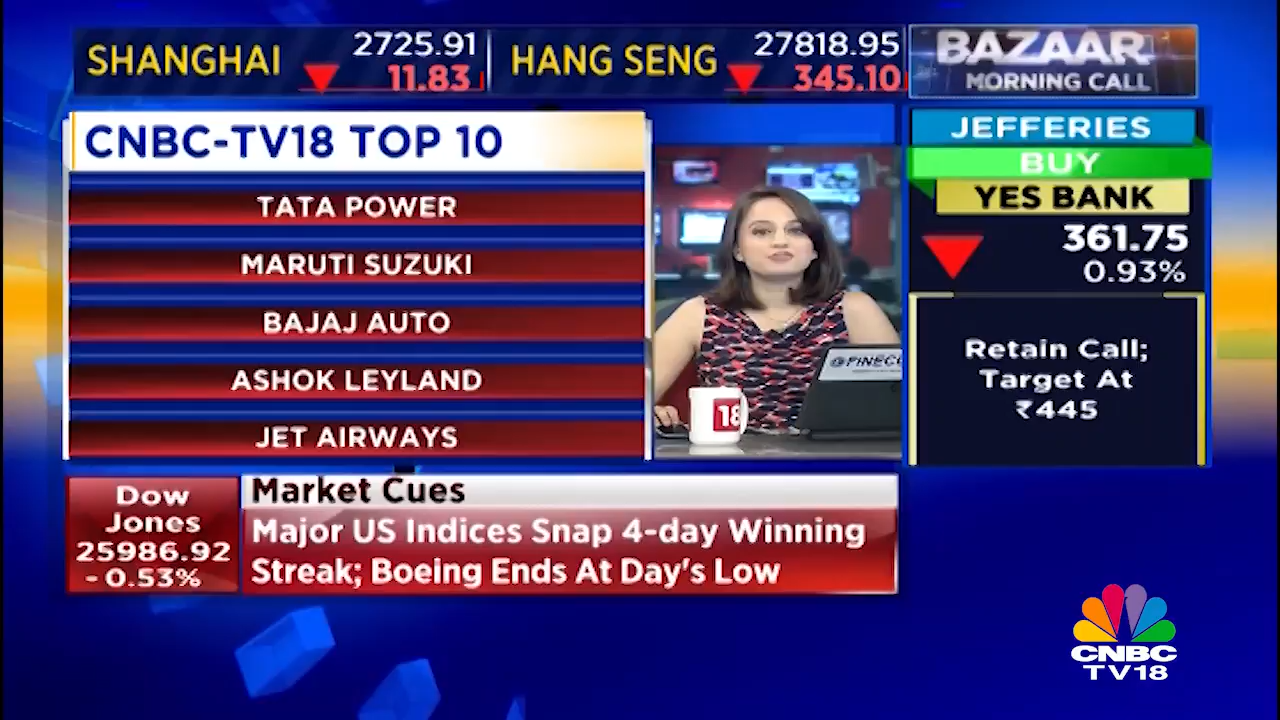 SHANGHAI 2725.91
11.83
HANG SENG 27818.95
345.10
BAZAAR
MORNING CALL
CNBC-TV18 TOP 10
TATA POWER
MARUTI SUZUKI
BAJAJ AUTO
ASHOK LEYLAND
JET AIRWAYS
18
JEFFERIES
BUY
YES BANK
361.75
0.93%
Retain Call;
Target At
₹445
Dow
Jones
25986.92
- 0.53%
Market Cues
Major US Indices Snap 4-day Winning
Streak; Boeing Ends At Day's Low
CNBC
TV18